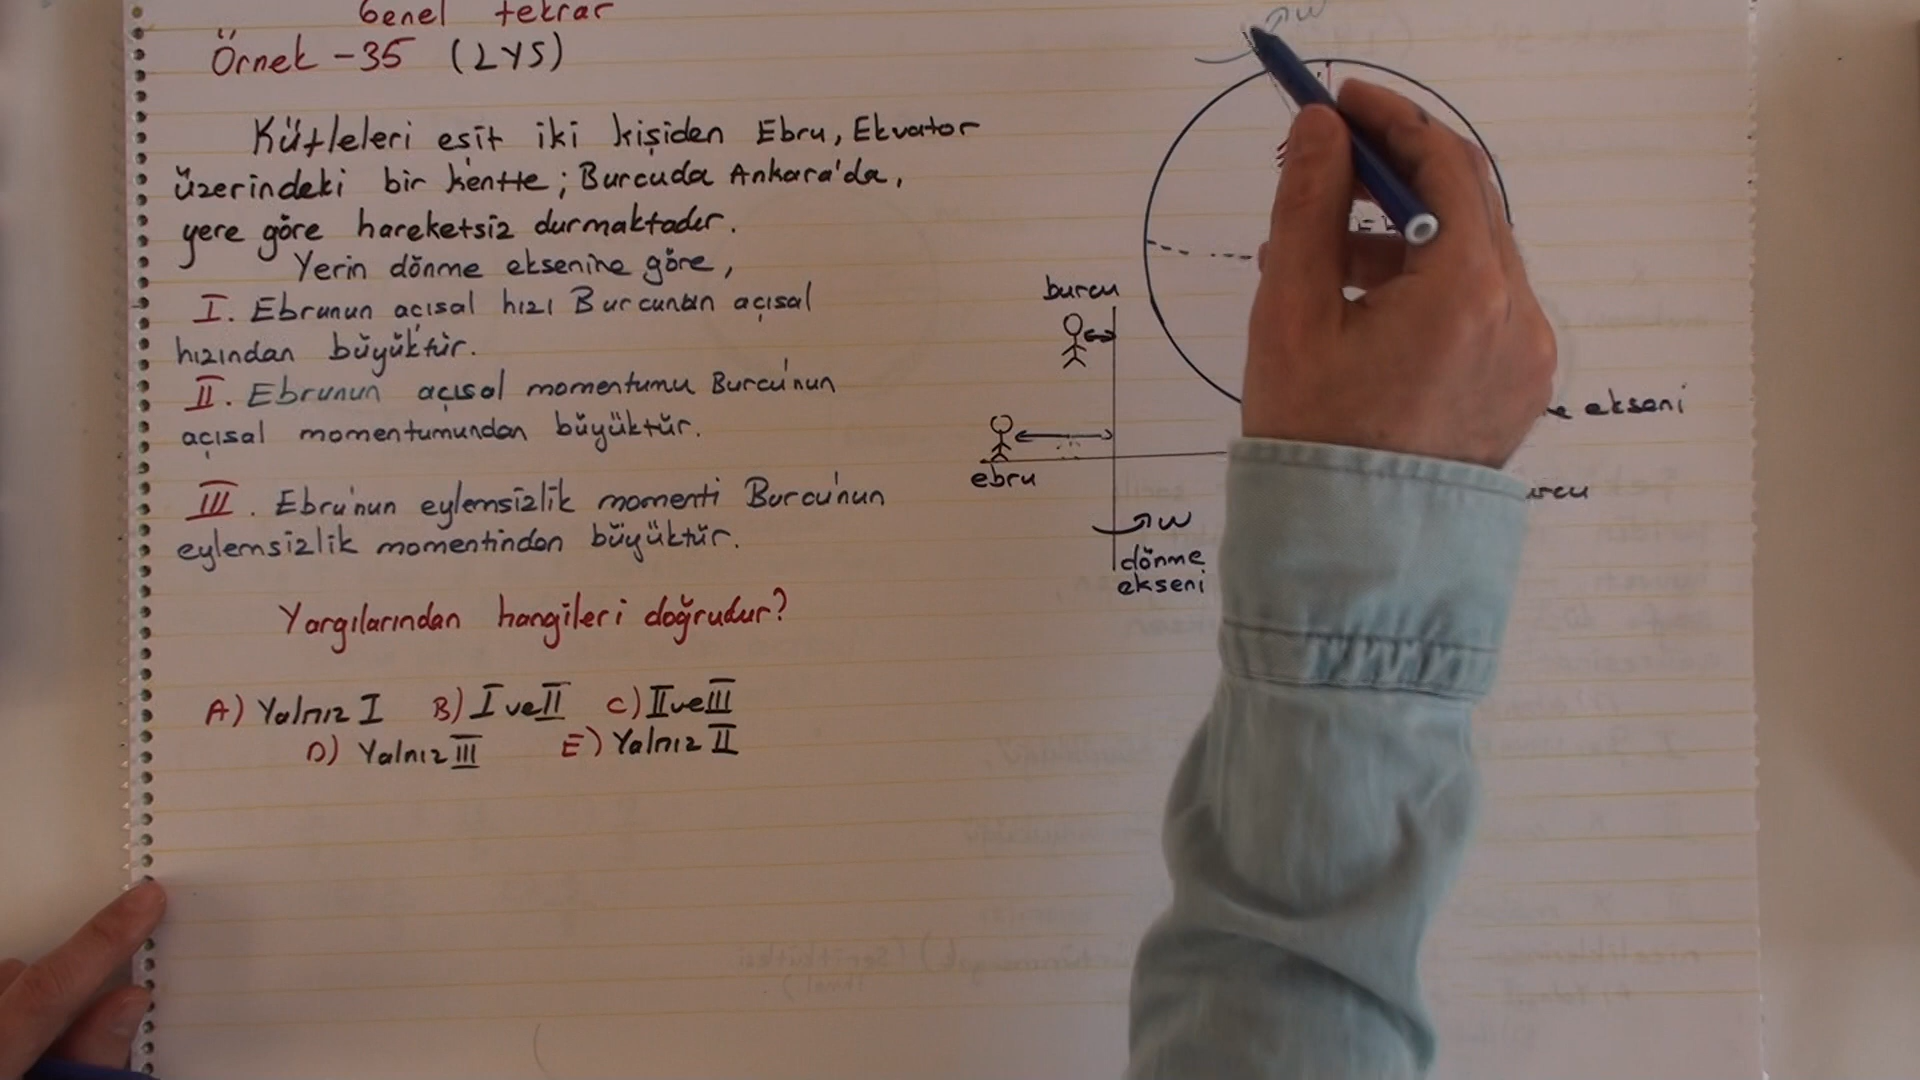 Genel tekrar
Örnek - 35 (LYS)
Kütleleri eşit iki kişiden Ebru, Ekvator
üzerindeki bir kentte; Burcuda Ankara'da,
yere göre hareketsiz durmaktadır.
Yerin dönme eksenine göre,
I. Ebrunun açısal hızı Burcunun açısal
hızından büyüktür.
II. Ebrunun açısal momentumu Burcu'nun
açısal momentumundan büyüktür.
III. Ebru'nun eylemsizlik momenti Burcu'nun
eylemsizlik momentinden büyüktür.
Yargılarından hangileri doğrudur?
A) Yalnız I B) I ve II C) II ve III
D) Yalnız III E) Yalnız II
w
burcu
ebru
w
dönme
ekseni
ekseni